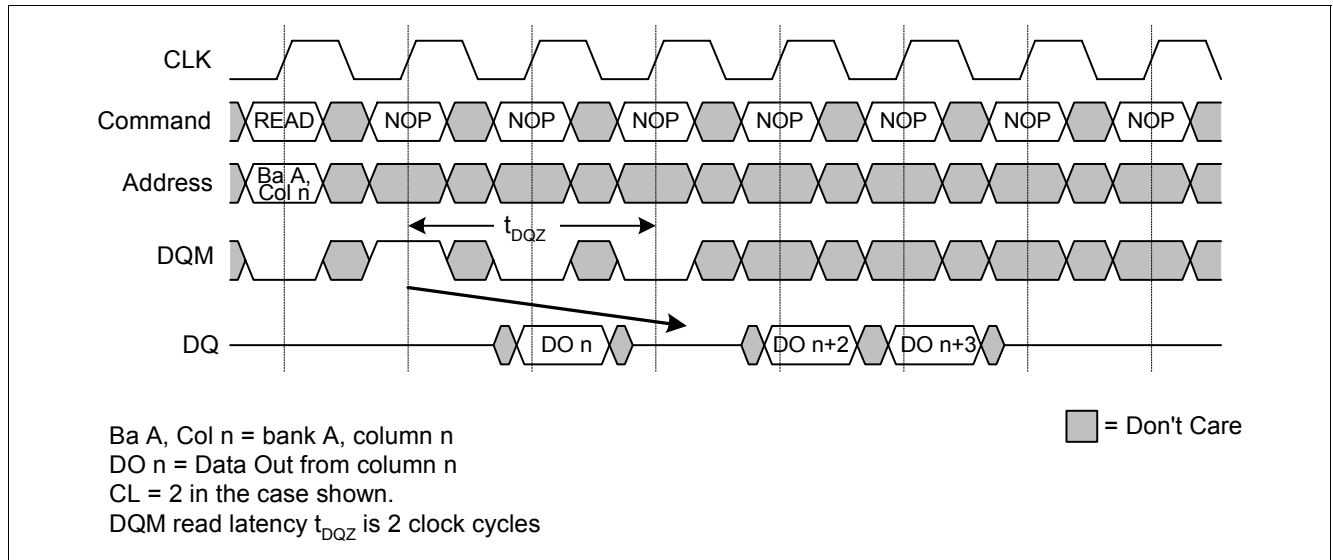 CLK
Command READ NOP NOP NOP NOP NOP NOP NOP
Address Ba A,
Col n
tDQZ
DQM
DQ DO n DO n+2 DO n+3
Ba A, Col n = bank A, column n
DO n = Data Out from column n
CL = 2 in the case shown.
DQM read latency tDQZ is 2 clock cycles
= Don't Care